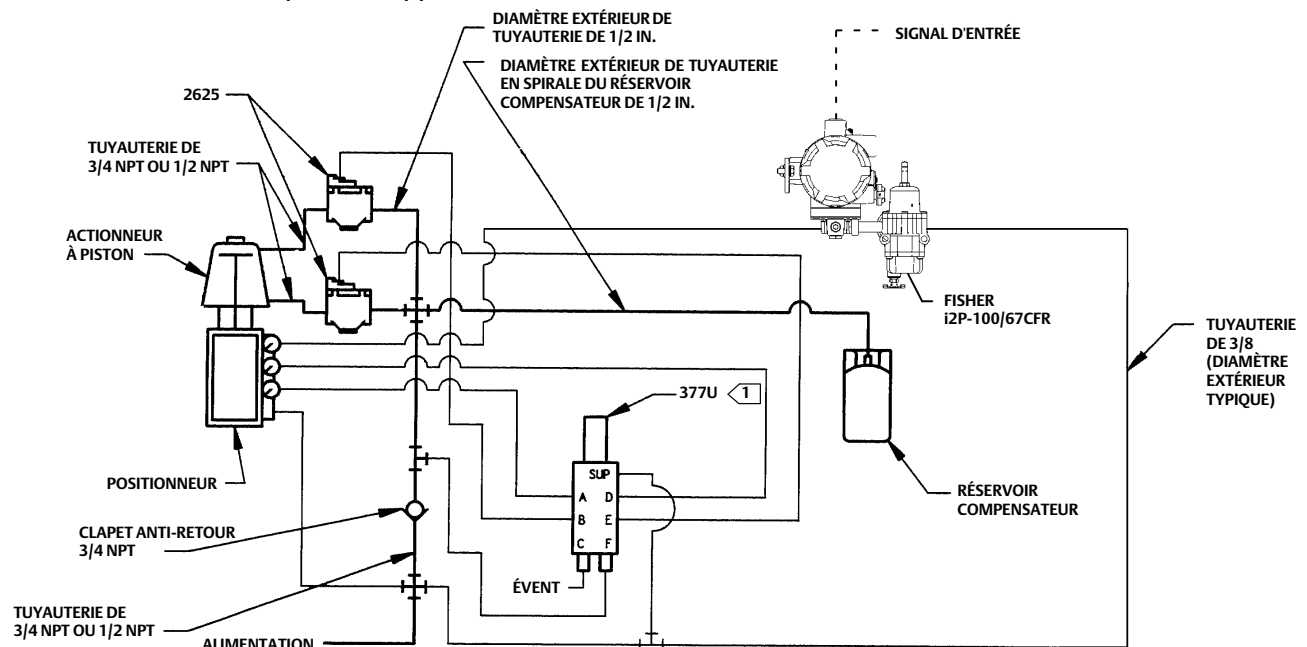 DIAMÈTRE EXTÉRIEUR DE
TUYAUTERIE DE 1/2 IN.
SIGNAL D'ENTRÉE
DIAMÈTRE EXTÉRIEUR DE TUYAUTERIE
EN SPIRALE DU RÉSERVOIR
COMPENSATEUR DE 1/2 IN.
2625
TUYAUTERIE DE
3/4 NPT OU 1/2 NPT
ACTIONNEUR
À PISTON
FISHER
i2P-100/67CFR
TUYAUTERIE
DE 3/8
(DIAMÈTRE
EXTÉRIEUR
TYPIQUE)
377U 1
SUP
A D
B E
C F
POSITIONNEUR
RÉSERVOIR
COMPENSATEUR
CLAPET ANTI-RETOUR
3/4 NPT
ÉVENT
TUYAUTERIE DE
3/4 NPT OU 1/2 NPT
ALIMENTATION